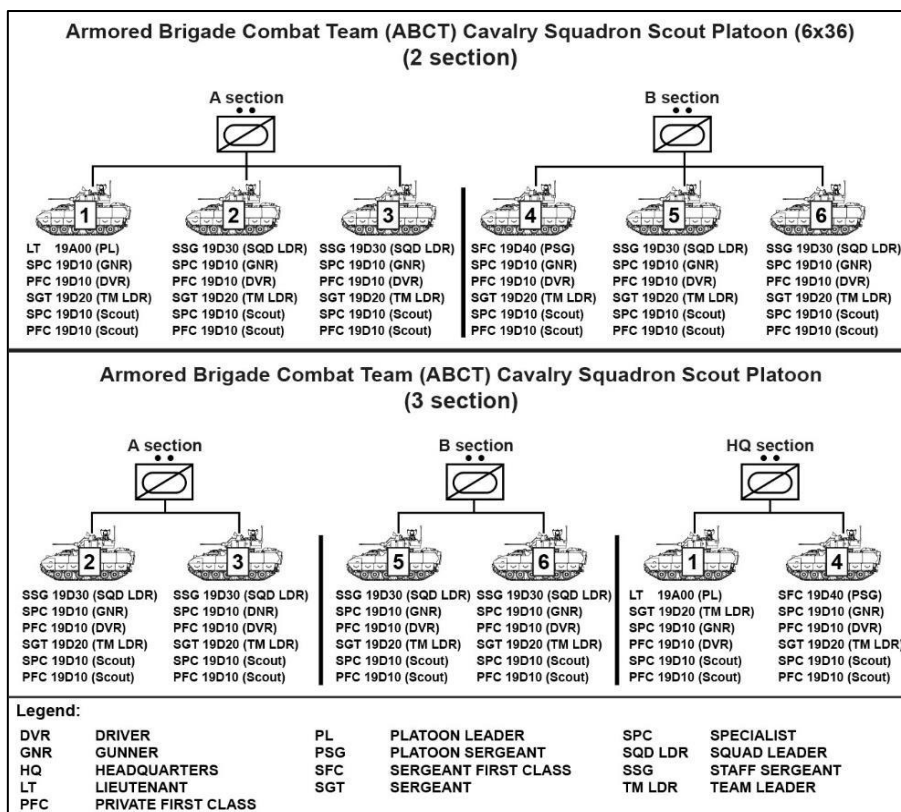 Armored Brigade Combat Team (ABCT) Cavalry Squadron Scout Platoon (6x36)
(2 section)
A section
B section
1
2
3
4
5
6
LT 19A00 (PL)
SPC 19D10 (GNR)
PFC 19D10 (DVR)
SGT 19D20 (TM LDR)
SPC 19D10 (Scout)
PFC 19D10 (Scout)
SSG 19D30 (SQD LDR)
SPC 19D10 (GNR)
PFC 19D10 (DVR)
SGT 19D20 (TM LDR)
SPC 19D10 (Scout)
PFC 19D10 (Scout)
SSG 19D30 (SQD LDR)
SPC 19D10 (GNR)
PFC 19D10 (DVR)
SGT 19D20 (TM LDR)
SPC 19D10 (Scout)
PFC 19D10 (Scout)
SFC 19D40 (PSG)
SPC 19D10 (GNR)
PFC 19D10 (DVR)
SGT 19D20 (TM LDR)
SPC 19D10 (Scout)
PFC 19D10 (Scout)
SSG 19D30 (SQD LDR)
SPC 19D10 (GNR)
PFC 19D10 (DVR)
SGT 19D20 (TM LDR)
SPC 19D10 (Scout)
PFC 19D10 (Scout)
SSG 19D30 (SQD LDR)
SPC 19D10 (GNR)
PFC 19D10 (DVR)
SGT 19D20 (TM LDR)
SPC 19D10 (Scout)
PFC 19D10 (Scout)
Armored Brigade Combat Team (ABCT) Cavalry Squadron Scout Platoon
(3 section)
A section
B section
HQ section
2
3
5
6
1
4
SSG 19D30 (SQD LDR)
SPC 19D10 (GNR)
PFC 19D10 (DVR)
SGT 19D20 (TM LDR)
SPC 19D10 (Scout)
PFC 19D10 (Scout)
SSG 19D30 (SQD LDR)
SPC 19D10 (DNR)
PFC 19D10 (DVR)
SGT 19D20 (TM LDR)
SPC 19D10 (Scout)
PFC 19D10 (Scout)
SSG 19D30 (SQD LDR)
SPC 19D10 (GNR)
PFC 19D10 (DVR)
SGT 19D20 (TM LDR)
SPC 19D10 (Scout)
PFC 19D10 (Scout)
SSG 19D30 (SQD LDR)
SPC 19D10 (GNR)
PFC 19D10 (DVR)
SGT 19D20 (TM LDR)
SPC 19D10 (Scout)
PFC 19D10 (Scout)
LT 19A00 (PL)
SGT 19D20 (TM LDR)
SPC 19D10 (GNR)
PFC 19D10 (DVR)
SPC 19D10 (Scout)
PFC 19D10 (Scout)
SFC 19D40 (PSG)
SPC 19D10 (GNR)
PFC 19D10 (DVR)
SGT 19D20 (TM LDR)
SPC 19D10 (Scout)
PFC 19D10 (Scout)
Legend:
DVR DRIVER
GNR GUNNER
HQ HEADQUARTERS
LT LIEUTENANT
PFC PRIVATE FIRST CLASS
PL PLATOON LEADER
PSG PLATOON SERGEANT
SFC SERGEANT FIRST CLASS
SGT SERGEANT
SPC SPECIALIST
SQD LDR SQUAD LEADER
SSG STAFF SERGEANT
TM LDR TEAM LEADER